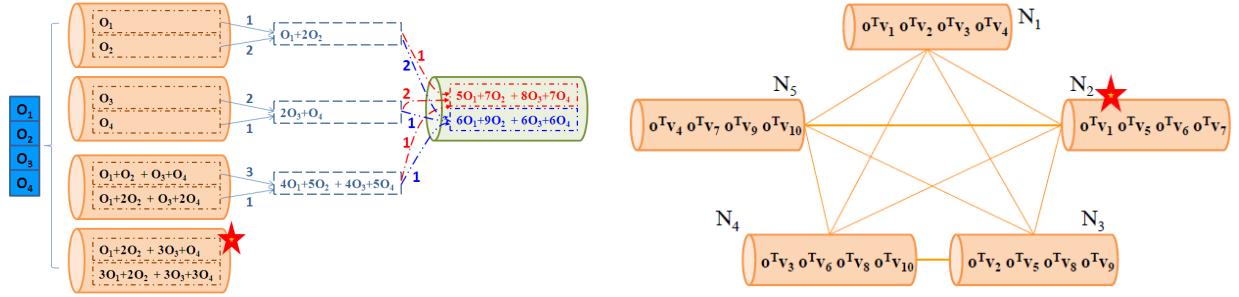 O₁
O₂
O₃
O₄
O₁
O₂
1
2
O₁+2O₂
O₃
O₄
2
1
2O₃+O₄
O₁+O₂ + O₃+O₄
O₁+2O₂ + O₃+2O₄
3
1
4O₁+5O₂ + 4O₃+5O₄
O₁+2O₂ + 3O₃+O₄
3O₁+2O₂ + 3O₃+3O₄
1
2
2
1
1
1
5O₁+7O₂ + 8O₃+7O₄
6O₁+9O₂ + 6O₃+6O₄
N₁
oᵀv₁ oᵀv₂ oᵀv₃ oᵀv₄
N₅
oᵀv₄ oᵀv₇ oᵀv₉ oᵀv₁₀
N₂
oᵀv₁ oᵀv₅ oᵀv₆ oᵀv₇
N₄
oᵀv₃ oᵀv₆ oᵀv₈ oᵀv₁₀
N₃
oᵀv₂ oᵀv₅ oᵀv₈ oᵀv₉